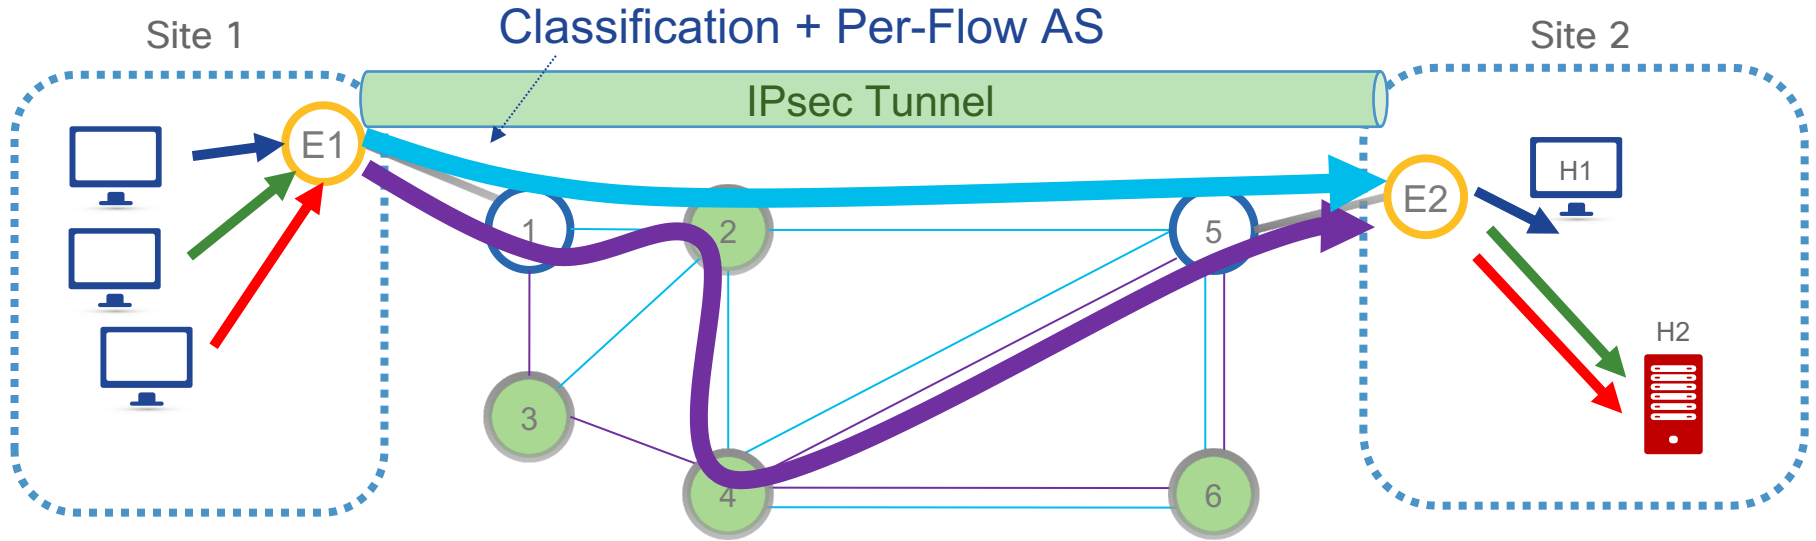 Site 1
Classification + Per-Flow AS
Site 2
IPsec Tunnel
E1
H1
E2
1
2
5
H2
3
4
6